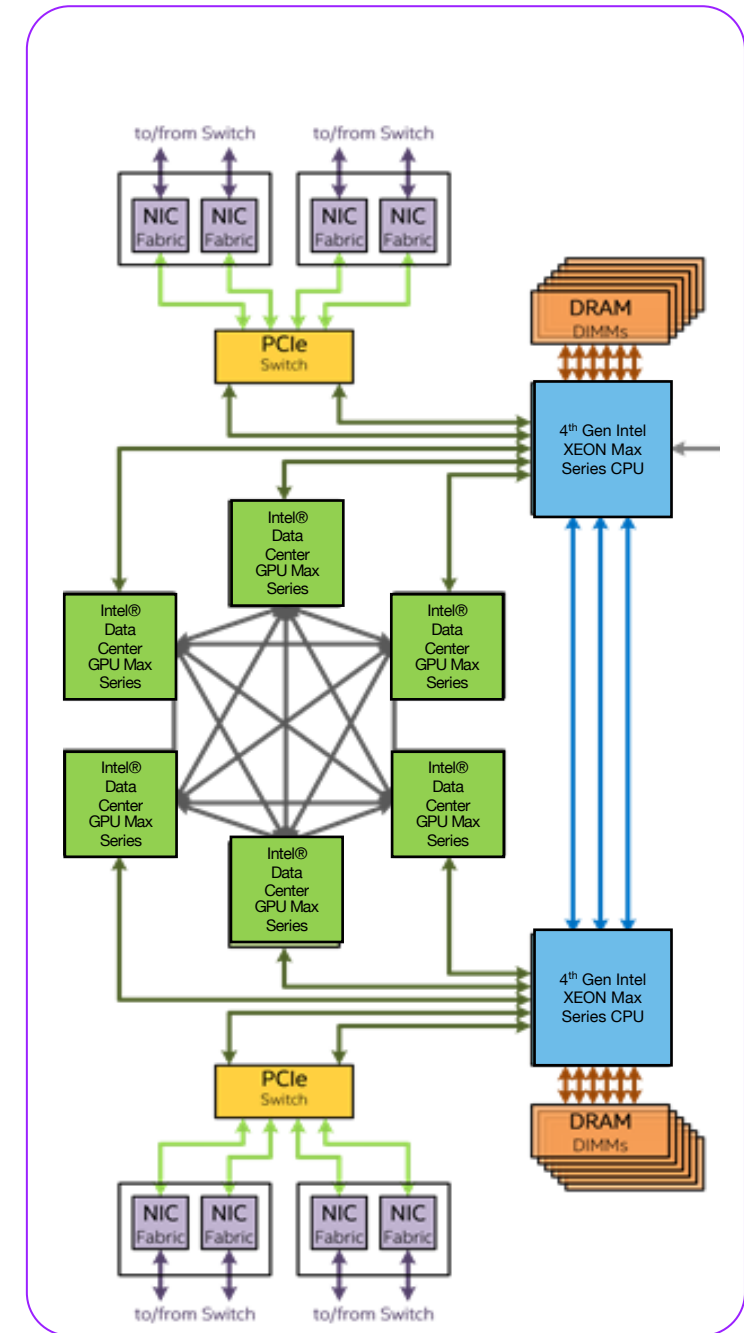 to/from Switch
to/from Switch
NIC
Fabric
NIC
Fabric
NIC
Fabric
NIC
Fabric
DRAM
DIMMs
PCIe
Switch
4th Gen Intel
XEON Max
Series CPU
Intel®
Data
Center
GPU Max
Series
Intel®
Data
Center
GPU Max
Series
Intel®
Data
Center
GPU Max
Series
Intel®
Data
Center
GPU Max
Series
Intel®
Data
Center
GPU Max
Series
Intel®
Data
Center
GPU Max
Series
4th Gen Intel
XEON Max
Series CPU
PCIe
Switch
DRAM
DIMMs
NIC
Fabric
NIC
Fabric
NIC
Fabric
NIC
Fabric
to/from Switch
to/from Switch